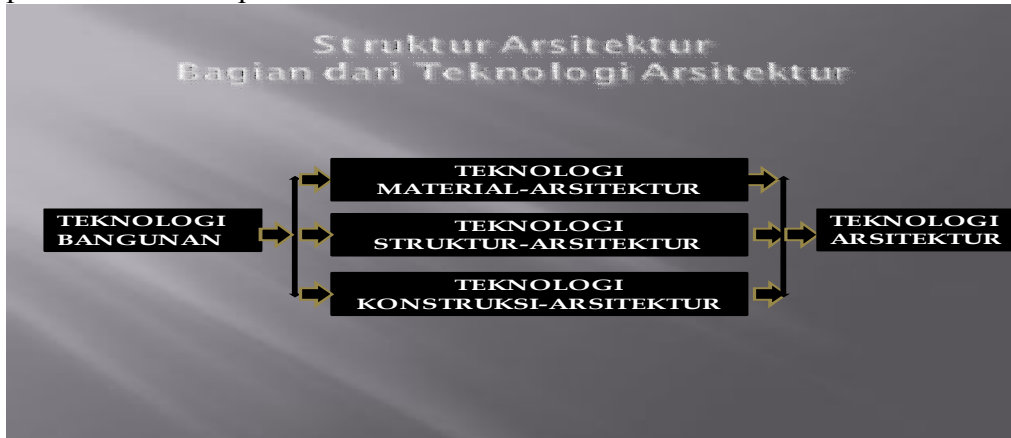 Struktur Arsitektur
Bagian dari Teknologi Arsitektur
TEKNOLOGI
MATERIAL-ARSITEKTUR
TEKNOLOGI
BANGUNAN
TEKNOLOGI
STRUKTUR-ARSITEKTUR
TEKNOLOGI
ARSITEKTUR
TEKNOLOGI
KONSTRUKSI-ARSITEKTUR